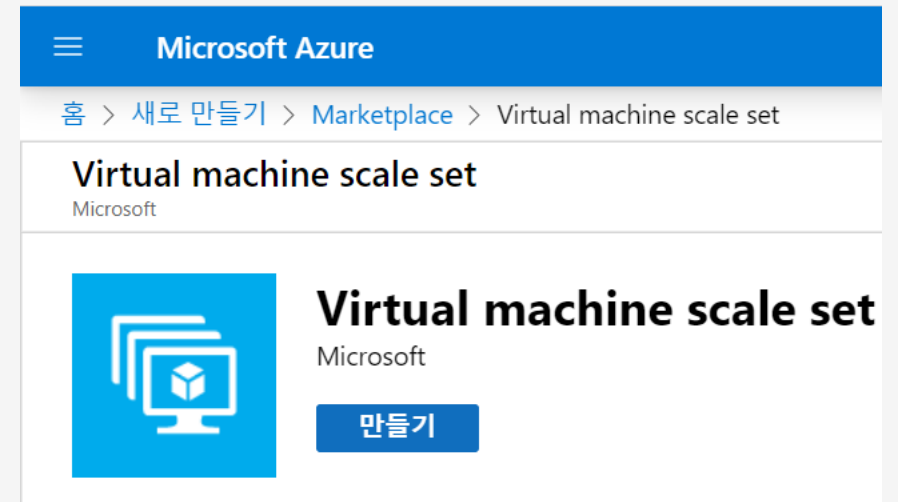 Microsoft Azure
홈 > 새로 만들기 > Marketplace > Virtual machine scale set
Virtual machine scale set
Microsoft
Virtual machine scale set
Microsoft
만들기